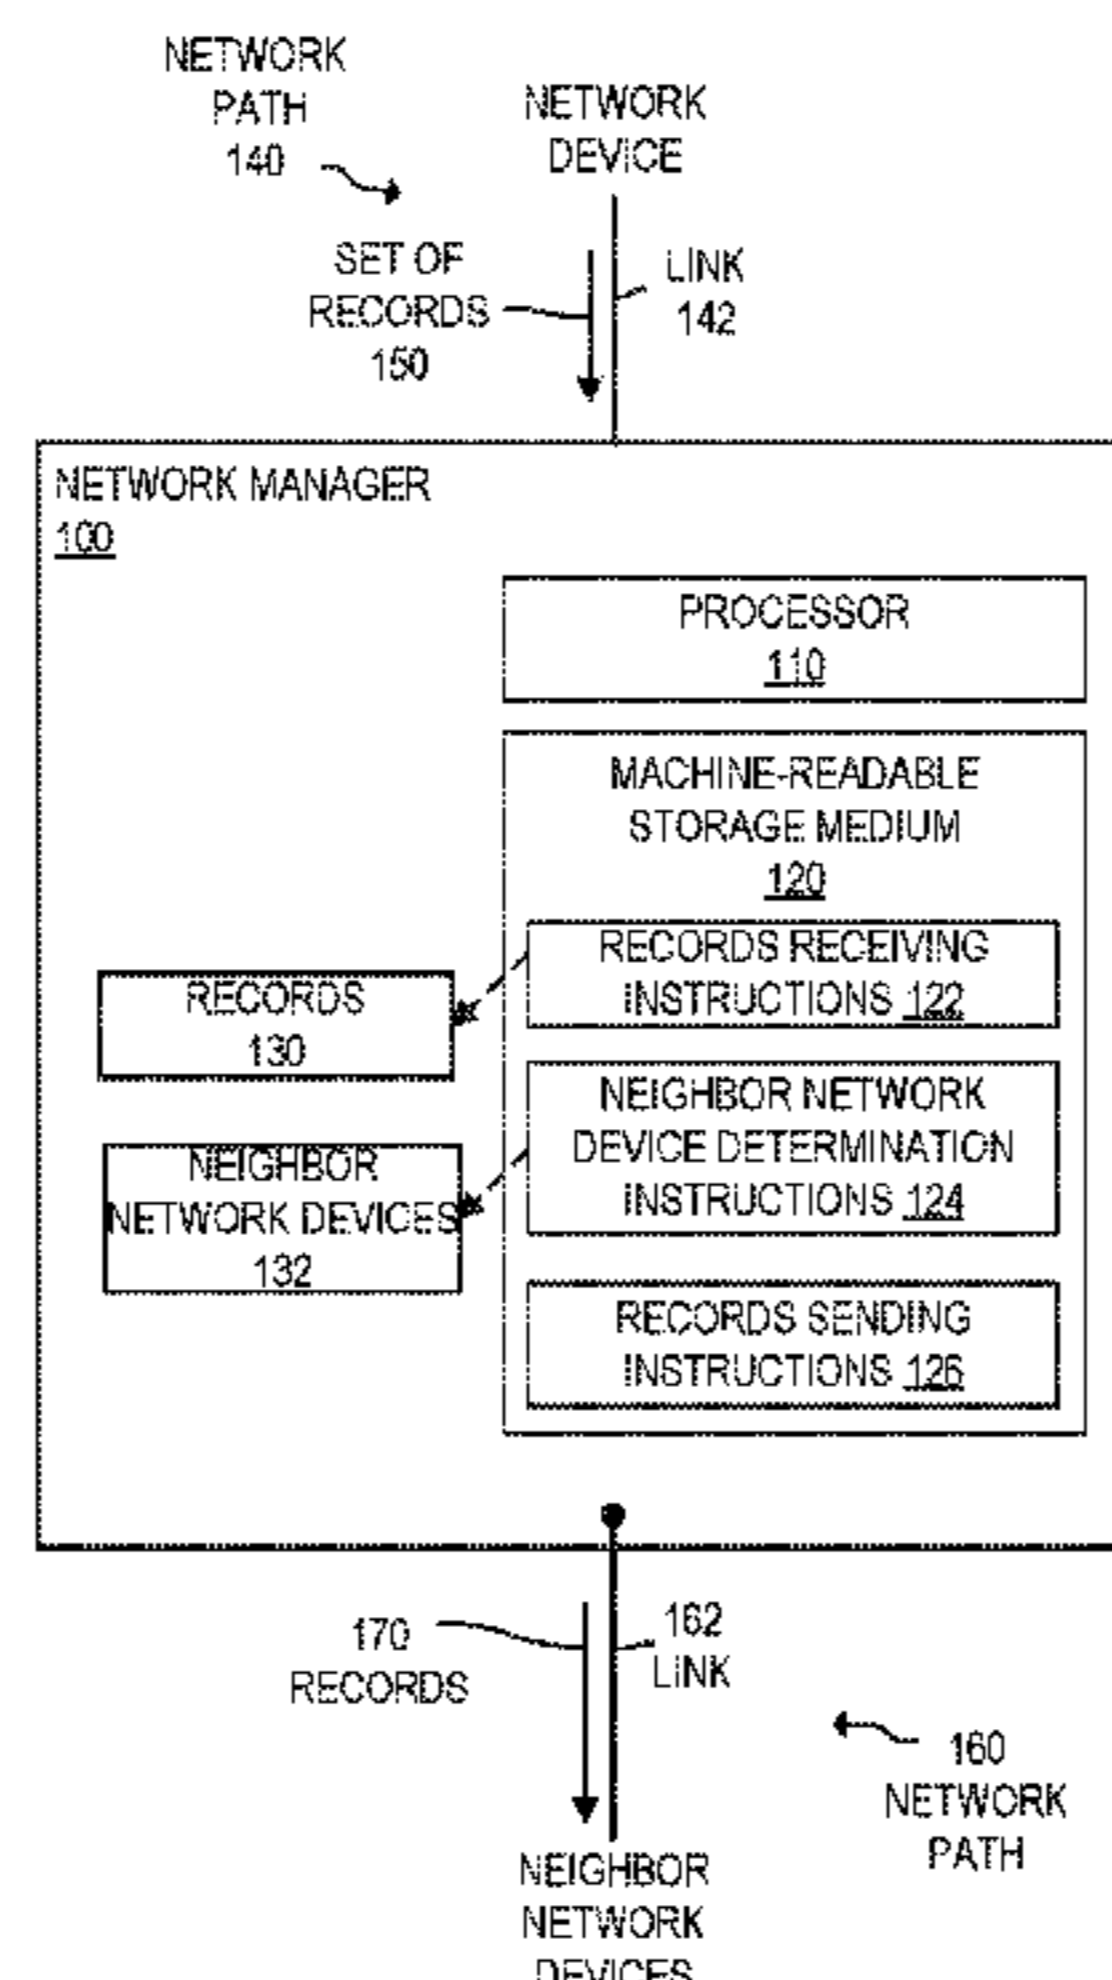 NETWORK
PATH
140
NETWORK
DEVICE
SET OF
RECORDS
150
LINK
142
NETWORK MANAGER
100
PROCESSOR
110
MACHINE-READABLE
STORAGE MEDIUM
120
RECORDS RECEIVING
INSTRUCTIONS 122
RECORDS
130
NEIGHBOR NETWORK
DEVICE DETERMINATION
INSTRUCTIONS 124
NEIGHBOR
NETWORK DEVICES
132
RECORDS SENDING
INSTRUCTIONS 126
170
RECORDS
162
LINK
160
NETWORK
PATH
NEIGHBOR
NETWORK
DEVICES